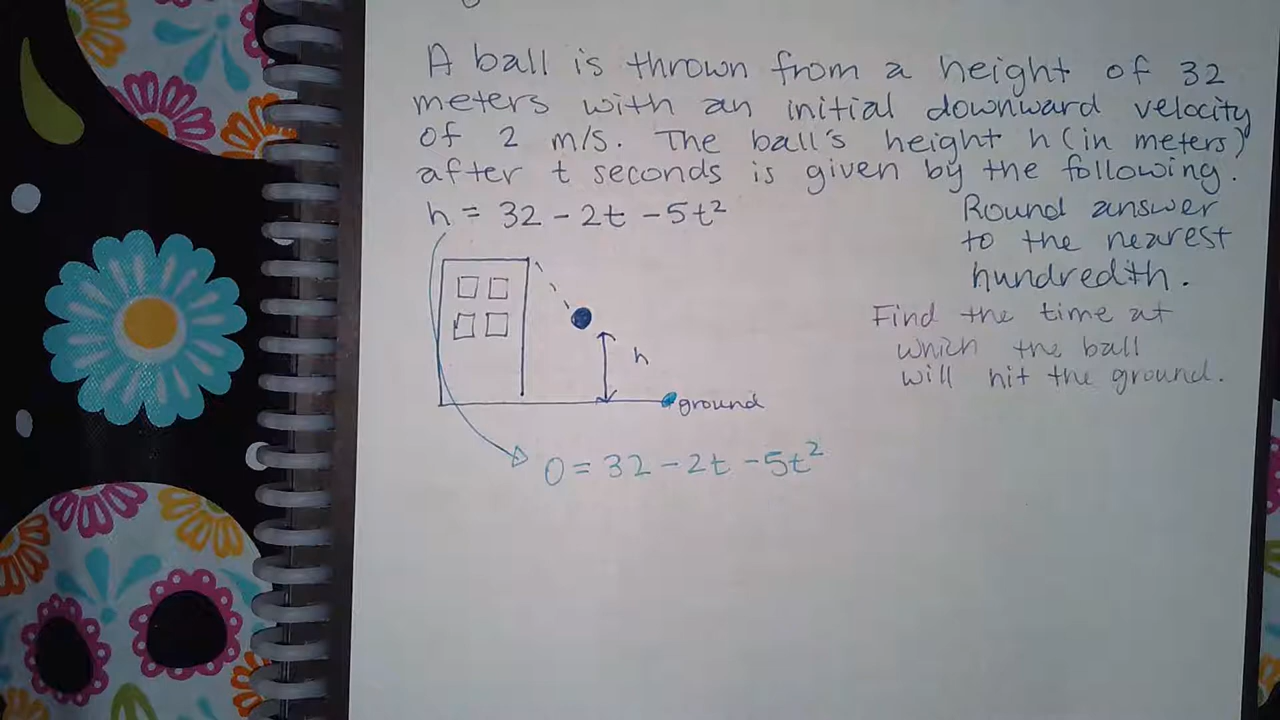 A ball is thrown from a height of 32
meters with an initial downward velocity
of 2 m/s. The ball's height h (in meters)
after t seconds is given by the following.
h = 32 - 2t - 5t²
Round answer
to the nearest
hundredth.
Find the time at
which the ball
will hit the ground.
h
ground
0 = 32 - 2t - 5t²